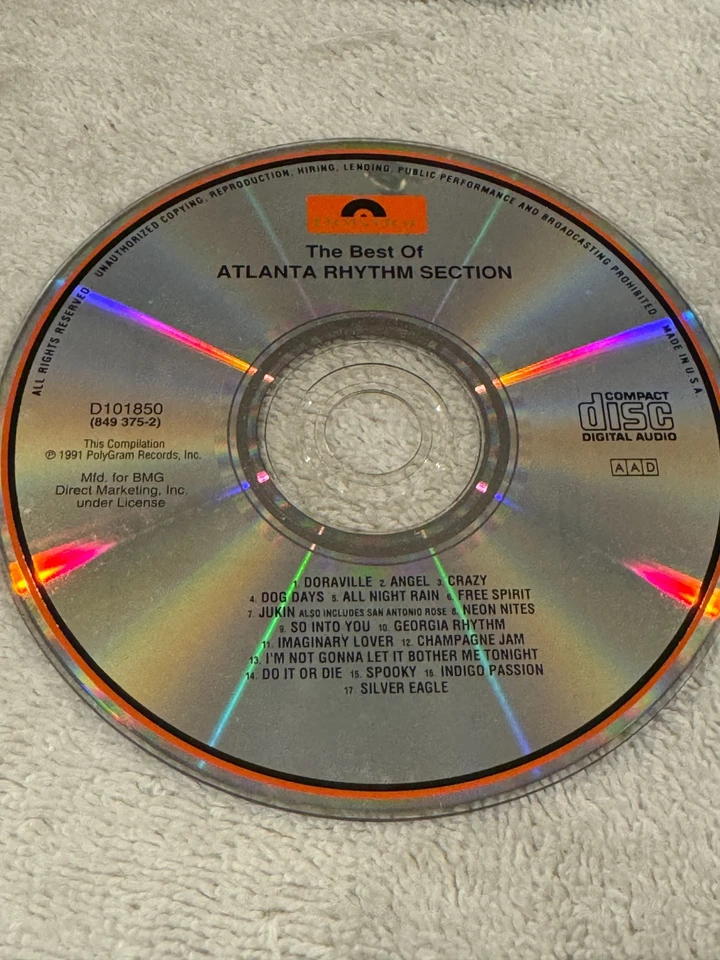 ALL RIGHTS RESERVED. UNAUTHORIZED COPYING, REPRODUCTION, HIRING, LENDING, PUBLIC PERFORMANCE AND BROADCASTING PROHIBITED. MADE IN U.S.A.
The Best Of
ATLANTA RHYTHM SECTION
D101850
(849 375-2)
This Compilation
℗ 1991 PolyGram Records, Inc.
Mfd. for BMG
Direct Marketing, Inc.
under License
COMPACT
disc
DIGITAL AUDIO
AAD
1. DORAVILLE 2. ANGEL 3. CRAZY
4. DOG DAYS 5. ALL NIGHT RAIN 6. FREE SPIRIT
7. JUKIN ALSO INCLUDES SAN ANTONIO ROSE 8. NEON NITES
9. SO INTO YOU 10. GEORGIA RHYTHM
11. IMAGINARY LOVER 12. CHAMPAGNE JAM
13. I'M NOT GONNA LET IT BOTHER ME TONIGHT
14. DO IT OR DIE 15. SPOOKY 16. INDIGO PASSION
17. SILVER EAGLE